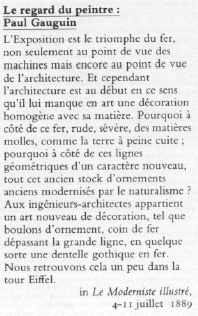 Le regard du peintre :
Paul Gauguin
L'Exposition est le triomphe du fer,
non seulement au point de vue des
machines mais encore au point de vue
de l'architecture. Et cependant
l'architecture est au début en ce sens
qu'il lui manque en art une décoration
homogène avec sa matière. Pourquoi à
côté de ce fer, rude, sévère, des matières
molles, comme la terre à peine cuite ;
pourquoi à côté de ces lignes
géométriques d'un caractère nouveau,
tout cet ancien stock d'ornements
anciens modernisés par le naturalisme ?
Aux ingénieurs-architectes appartient
un art nouveau de décoration, tel que
boulons d'ornement, coin de fer
dépassant la grande ligne, en quelque
sorte une dentelle gothique en fer.
Nous retrouvons cela un peu dans la
tour Eiffel.
in Le Moderniste illustré,
4-11 juillet 1889